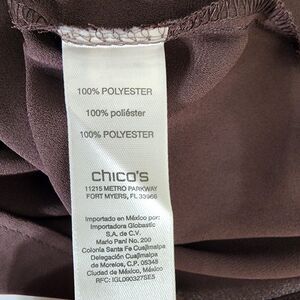 100% POLYESTER
100% poliéster
100% POLYESTER
chico's
11215 METRO PARKWAY
FORT MYERS, FL 33966
Importado en México por:
Importadora Globastic
S.A. de C.V.
Mario Pani No. 200
Colonia Santa Fe Cuajimalpa
Delegación Cuajimalpa
de Morelos, C.P. 05348
Ciudad de México, México
RFC: IGL090327SE5